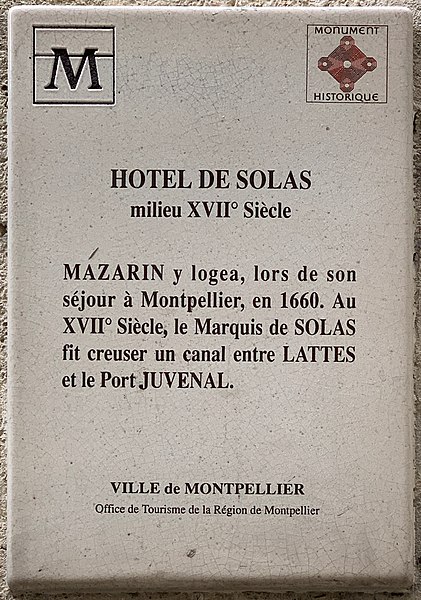 M
MONUMENT
HISTORIQUE
HOTEL DE SOLAS
milieu XVII° Siècle
MAZARIN y logea, lors de son
séjour à Montpellier, en 1660. Au
XVII° Siècle, le Marquis de SOLAS
fit creuser un canal entre LATTES
et le Port JUVENAL.
VILLE de MONTPELLIER
Office de Tourisme de la Région de Montpellier